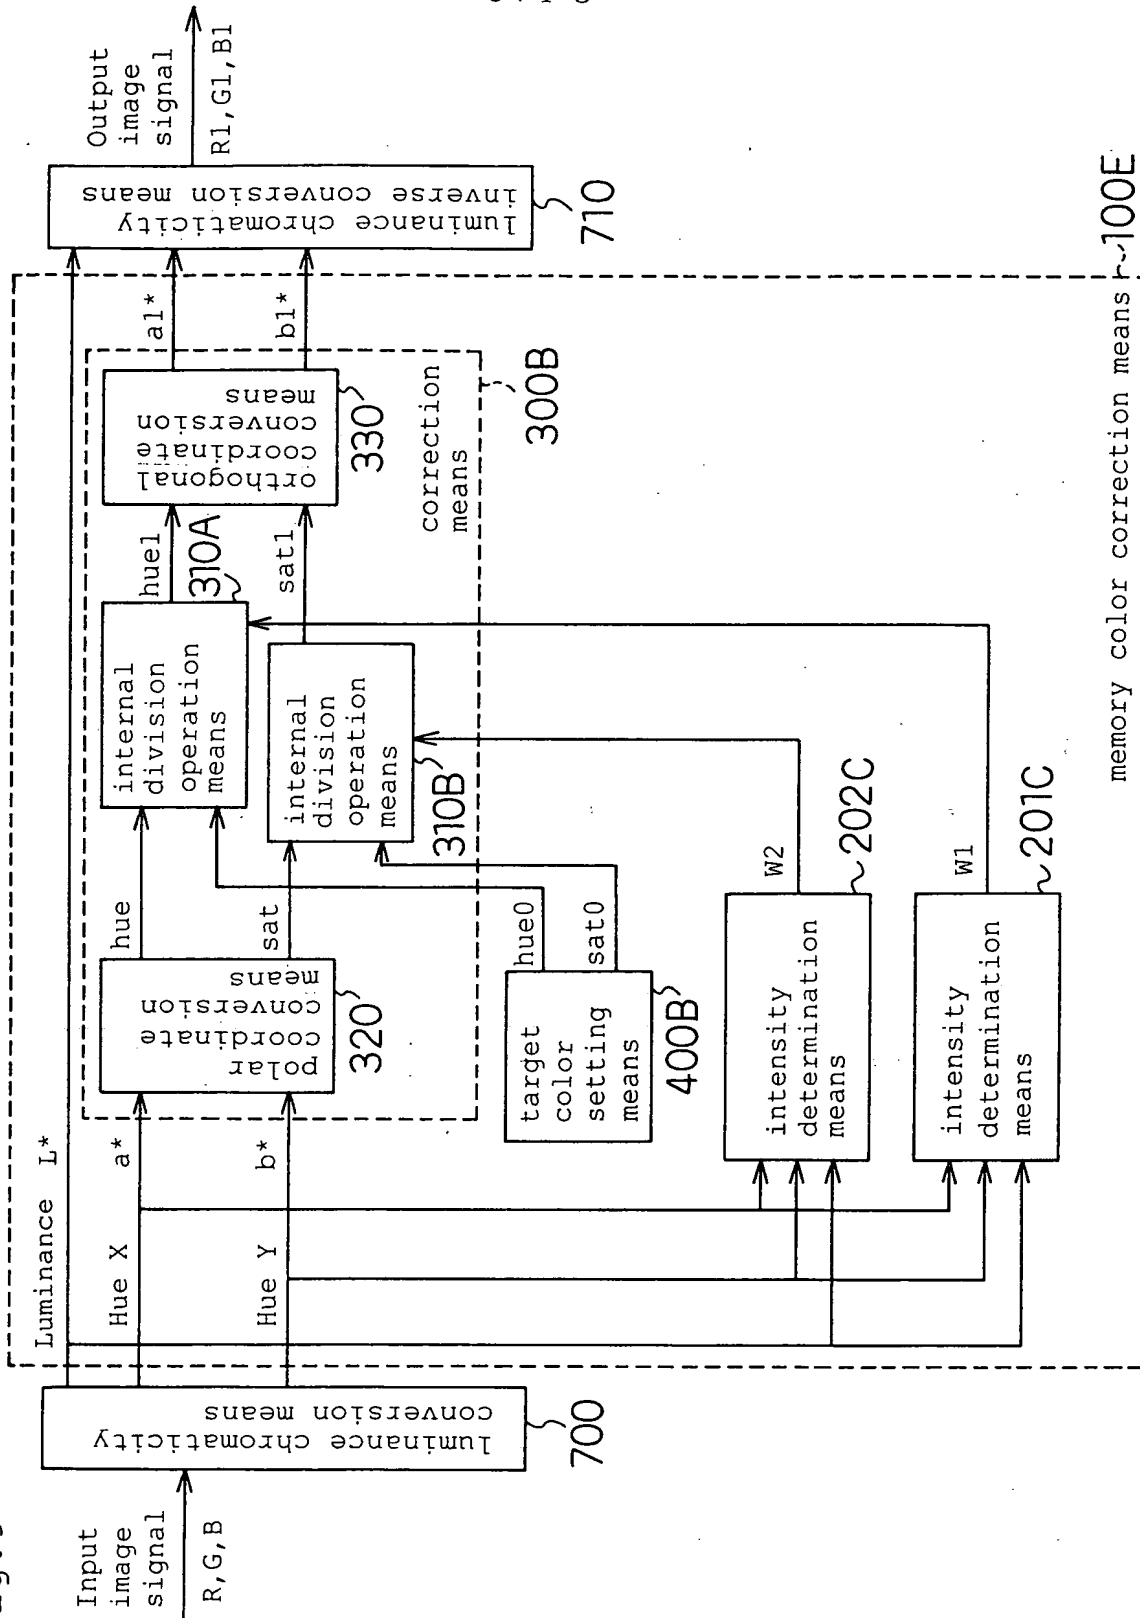 Input
image
signal
R,G,B
luminance chromaticity
conversion means
700
Luminance L*
Hue X a*
Hue Y b*
polar
coordinate
conversion
means
320
hue
sat
internal
division
operation
means
310A
internal
division
operation
means
310B
hue1
sat1
orthogonal
coordinate
conversion
means
330
correction
means
300B
a1*
b1*
luminance chromaticity
inverse conversion means
710
Output
image
signal
R1,G1,B1
target
color
setting
means
400B
hue0
sat0
intensity
determination
means
202C
W2
intensity
determination
means
201C
W1
memory color correction means
100E